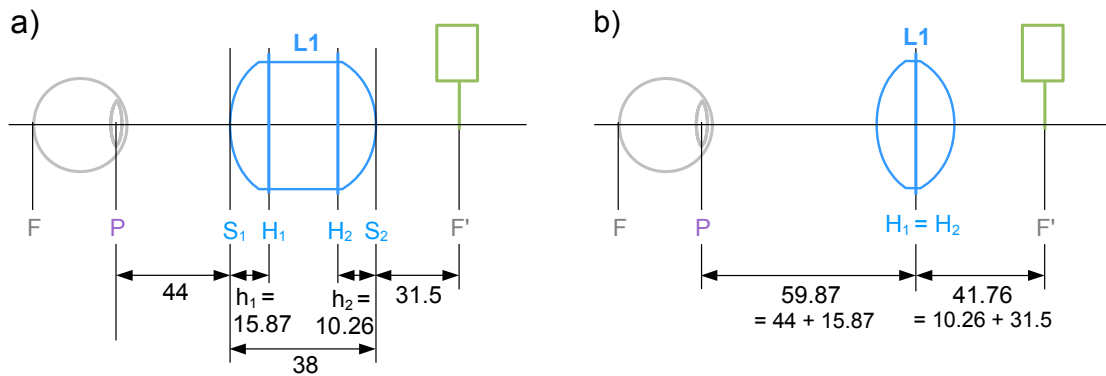 a)
L1
F
P
S1
H1
H2
S2
F'
44
h1 =
15.87
h2 =
10.26
31.5
38
b)
L1
F
P
H1 = H2
F'
59.87
= 44 + 15.87
41.76
= 10.26 + 31.5